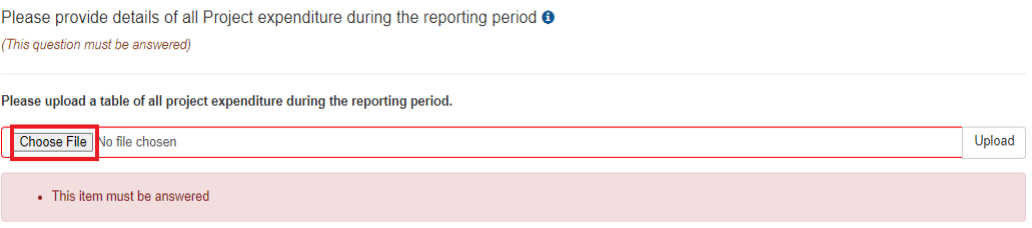 Please provide details of all Project expenditure during the reporting period
(This question must be answered)
Please upload a table of all project expenditure during the reporting period.
Choose File No file chosen Upload
This item must be answered